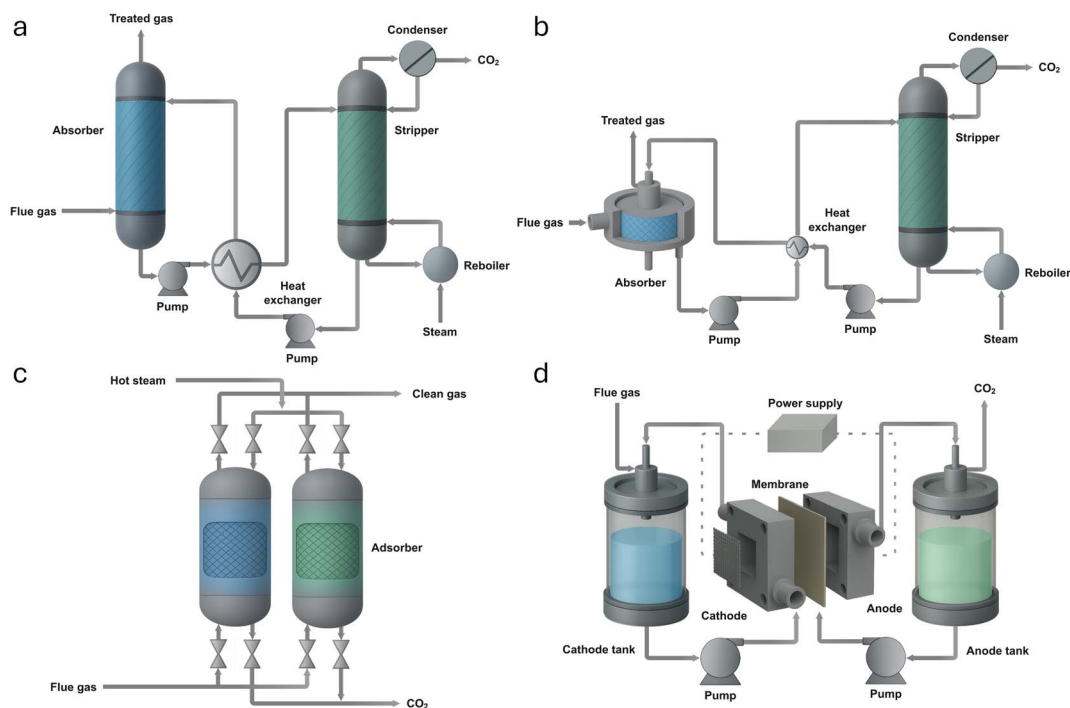 a
Treated gas
Condenser
CO₂
Absorber
Stripper
Flue gas
Reboiler
Heat
exchanger
Pump
Steam
Pump
b
Condenser
CO₂
Treated gas
Stripper
Flue gas
Heat
exchanger
Absorber
Reboiler
Pump
Pump
Steam
c
Hot steam
Clean gas
Adsorber
Flue gas
CO₂
d
Flue gas
CO₂
Power supply
Membrane
Cathode
Anode
Cathode tank
Anode tank
Pump
Pump